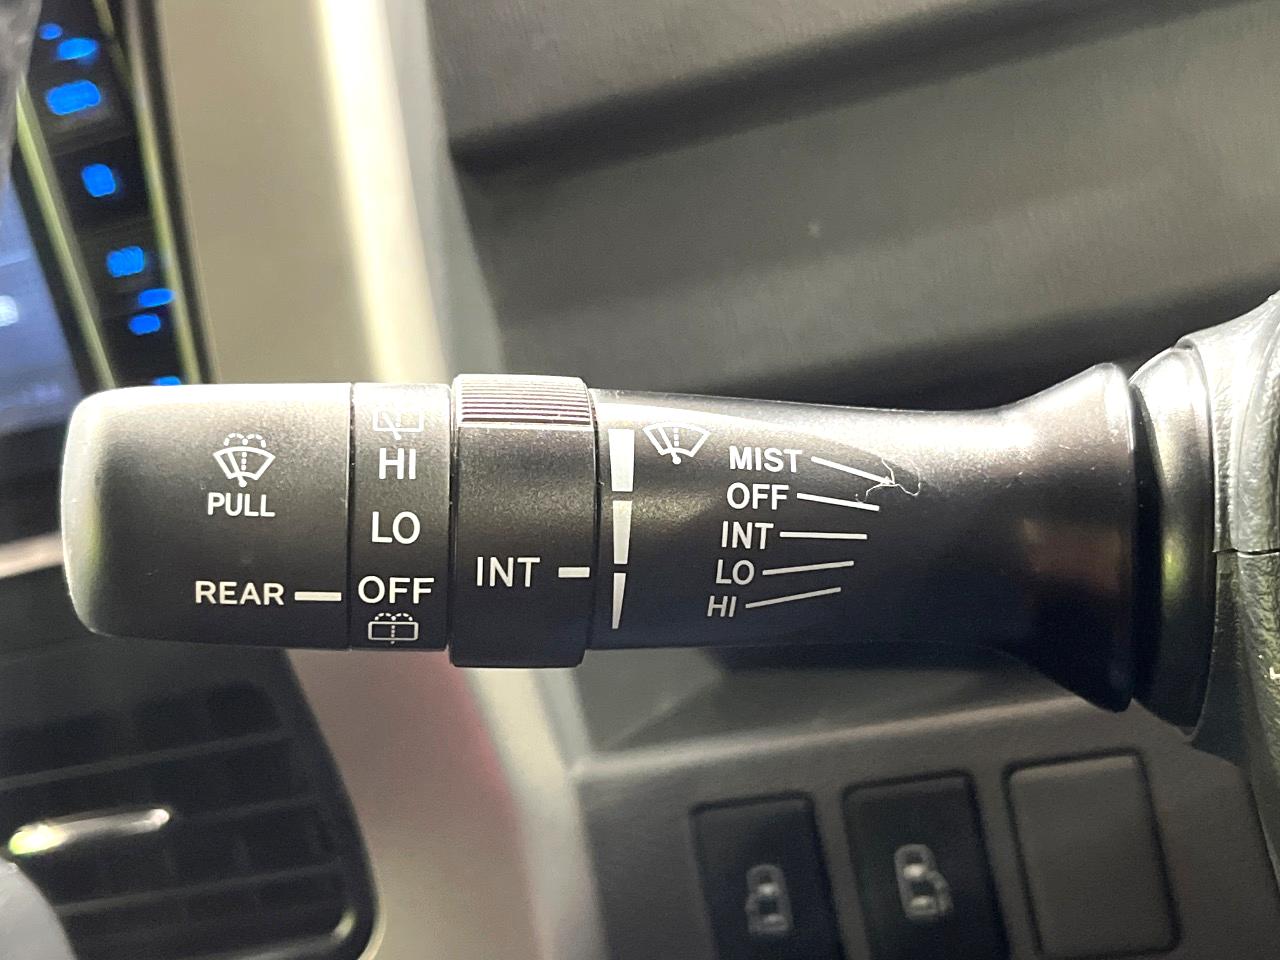 PULL
REAR
HI
LO
OFF
INT
MIST
OFF
INT
LO
HI